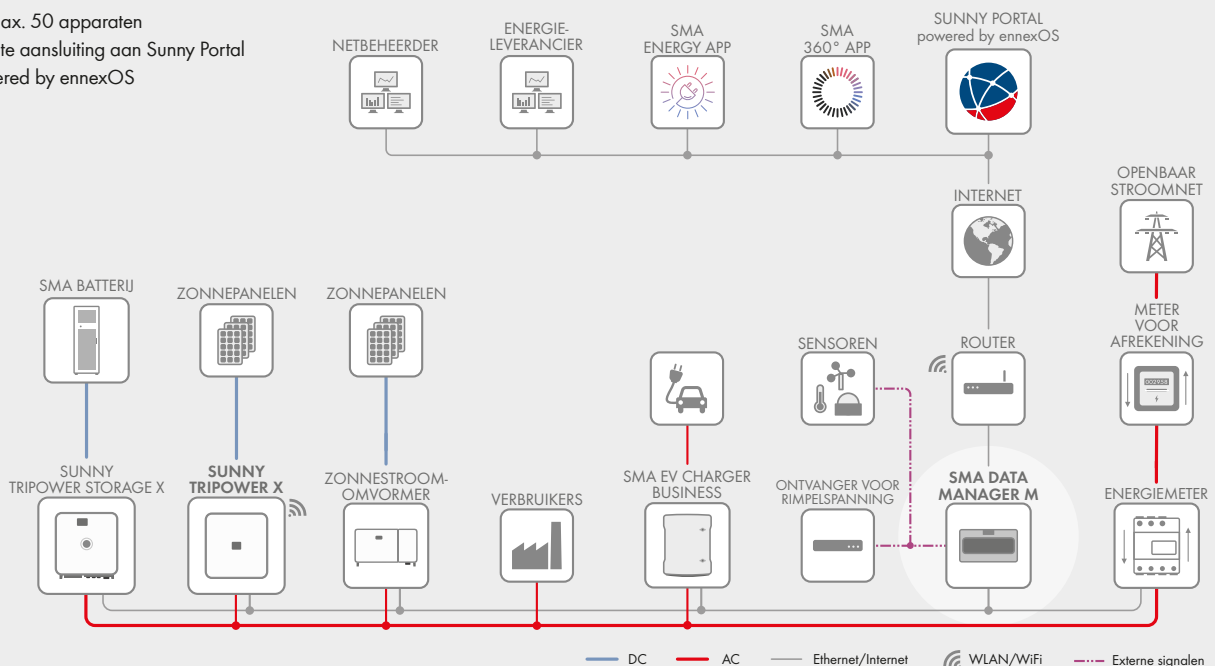 50 apparaten
aansluiting aan Sunny Portal
by ennexOS
NETBEHEERDER
ENERGIE-
LEVERANCIER
SMA
ENERGY APP
SMA
360° APP
SUNNY PORTAL
powered by ennexOS
OPENBAAR
STROOMNET
INTERNET
SMA BATTERIJ
ZONNEPANELEN
ZONNEPANELEN
METER
VOOR
AFREKENING
SENSOREN
ROUTER
SUNNY
TRIPOWER STORAGE X
SUNNY
TRIPOWER X
ZONNESTROOM-
OMVORMER
VERBRUIKERS
SMA EV CHARGER
BUSINESS
ONTVANGER VOOR
RIMPELSPANNING
SMA DATA
MANAGER M
ENERGIEMETER
DC
AC
Ethernet/Internet
WLAN/WiFi
Externe signalen